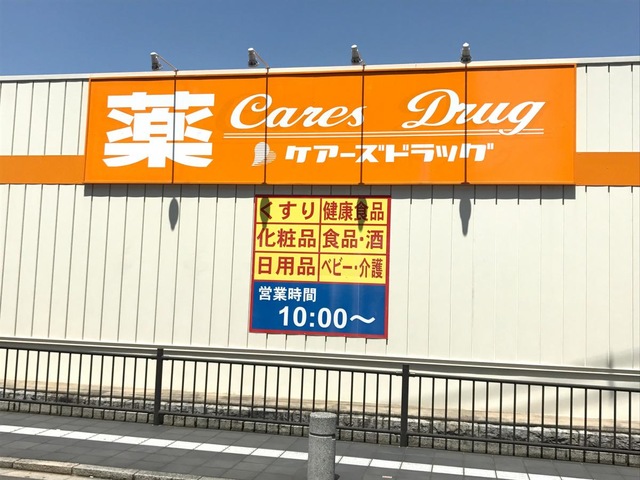 薬 Cares Drug
ケアーズドラッグ
くすり 健康食品
化粧品 食品・酒
日用品 ベビー・介護
営業時間
10:00〜